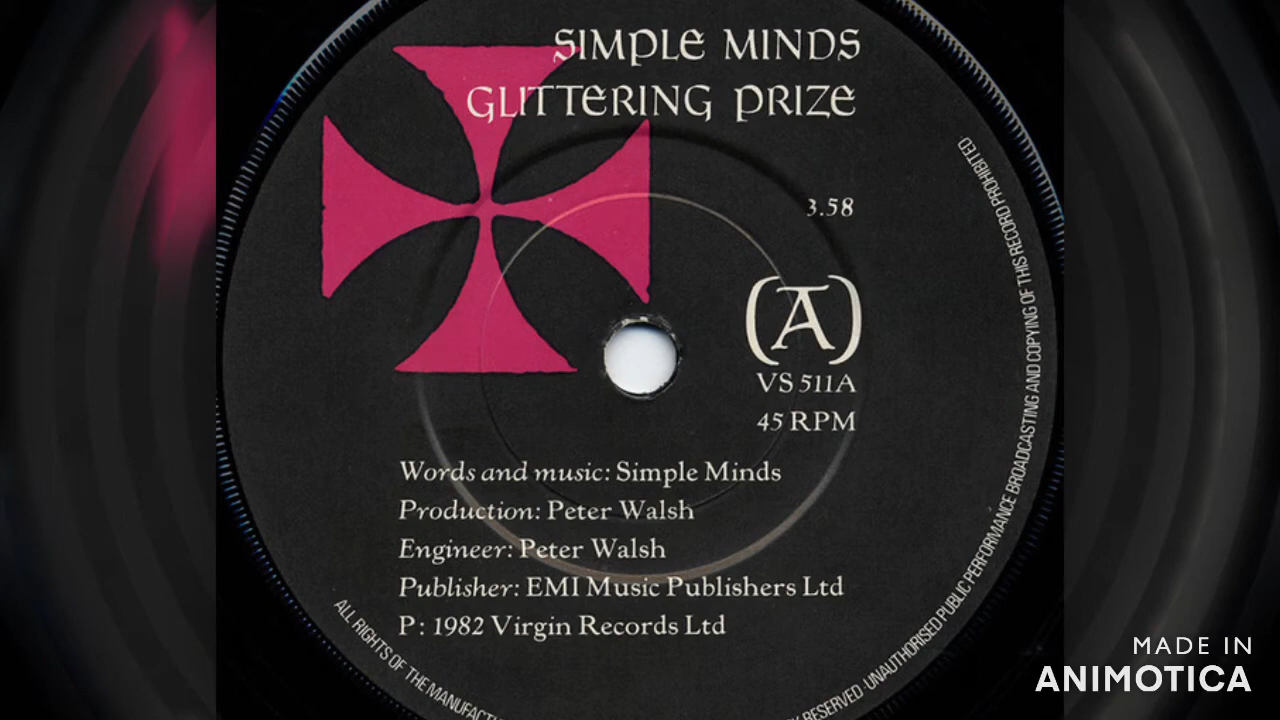 SIMPLE MINDS
GLITTERING PRIZE
3.58
(A)
VS 511A
45 RPM
Words and music: Simple Minds
Production: Peter Walsh
Engineer: Peter Walsh
Publisher: EMI Music Publishers Ltd
P: 1982 Virgin Records Ltd
ALL RIGHTS OF THE
RESERVED · UNAUTHORISED PUBLIC PERFORMANCE BROADCASTING AND COPYING OF THIS RECORD PROHIBITED
MADE IN
ANIMOTICA